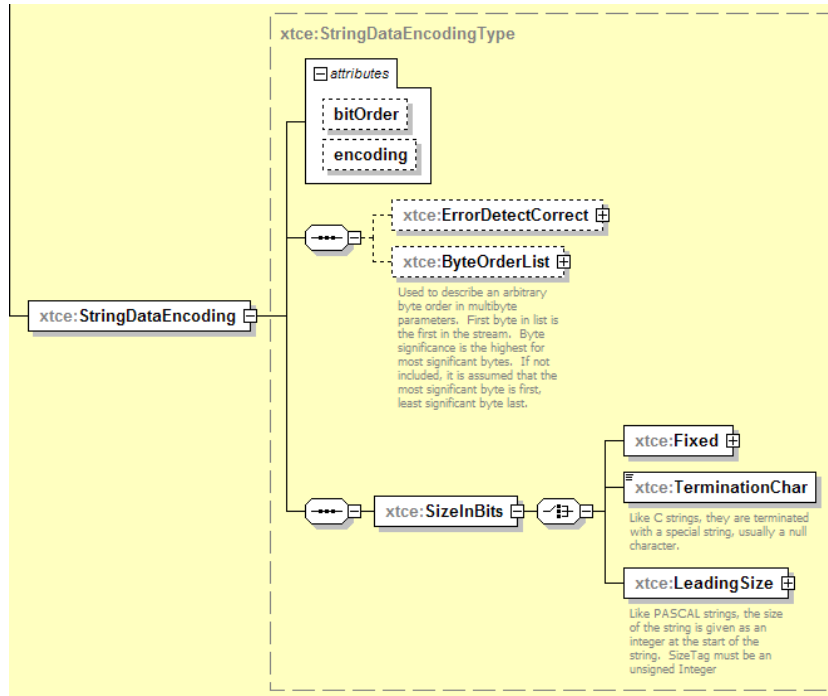 xtce:StringDataEncodingType
attributes
bitOrder
encoding
xtce:ErrorDetectCorrect
xtce:ByteOrderList
Used to describe an arbitrary
byte order in multibyte
parameters.  First byte in list is
the first in the stream.  Byte
significance is the highest for
most significant bytes.  If not
included, it is assumed that the
most significant byte is first,
least significant byte last.
xtce:StringDataEncoding
xtce:SizeInBits
xtce:Fixed
xtce:TerminationChar
Like C strings, they are terminated
with a special string, usually a null
character.
xtce:LeadingSize
Like PASCAL strings, the size
of the string is given as an
integer at the start of the
string.  SizeTag must be an
unsigned Integer